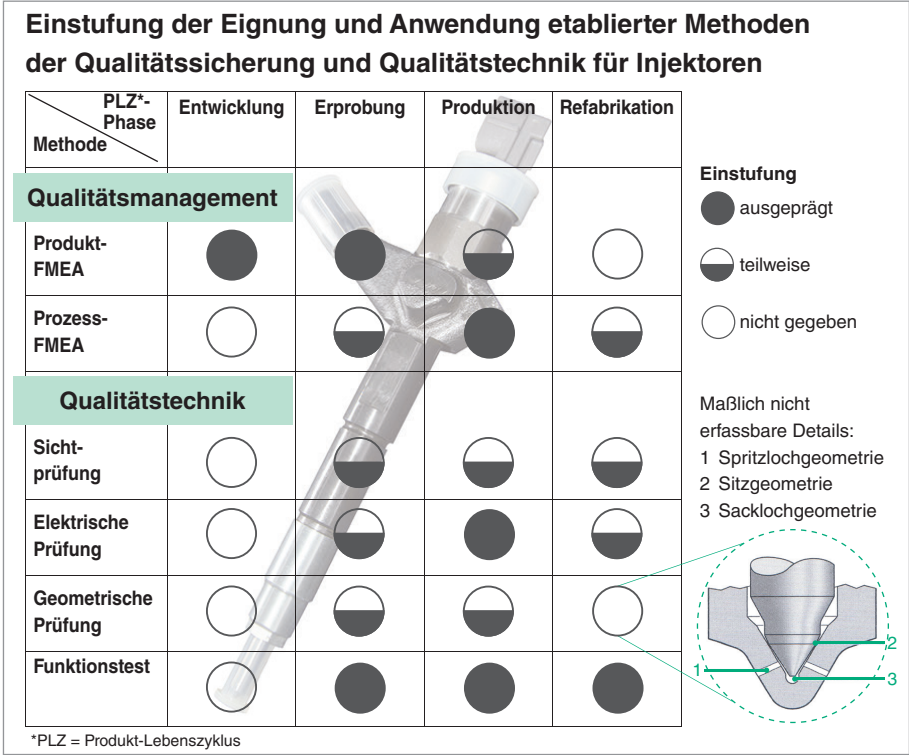 Einstufung der Eignung und Anwendung etablierter Methoden
der Qualitätssicherung und Qualitätstechnik für Injektoren
PLZ*-
Phase
Methode
Entwicklung
Erprobung
Produktion
Refabrikation
Qualitätsmanagement
Produkt-
FMEA
Prozess-
FMEA
Qualitätstechnik
Sicht-
prüfung
Elektrische
Prüfung
Geometrische
Prüfung
Funktionstest
*PLZ = Produkt-Lebenszyklus
Einstufung
ausgeprägt
teilweise
nicht gegeben
Maßlich nicht
erfassbare Details:
1 Spritzlochgeometrie
2 Sitzgeometrie
3 Sacklochgeometrie
1
2
3